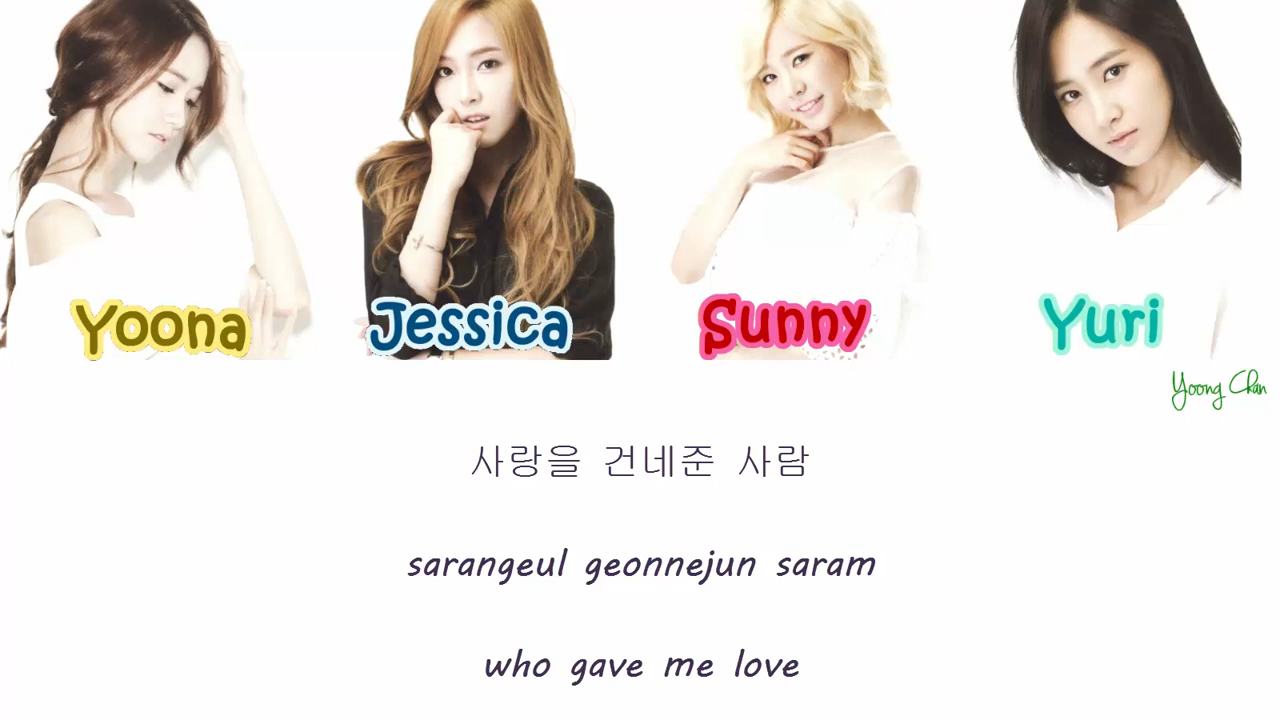 Yoona Jessica Sunny Yuri
Yoong Chan
사랑을 건네준 사람
sarangeul geonnejun saram
who gave me love